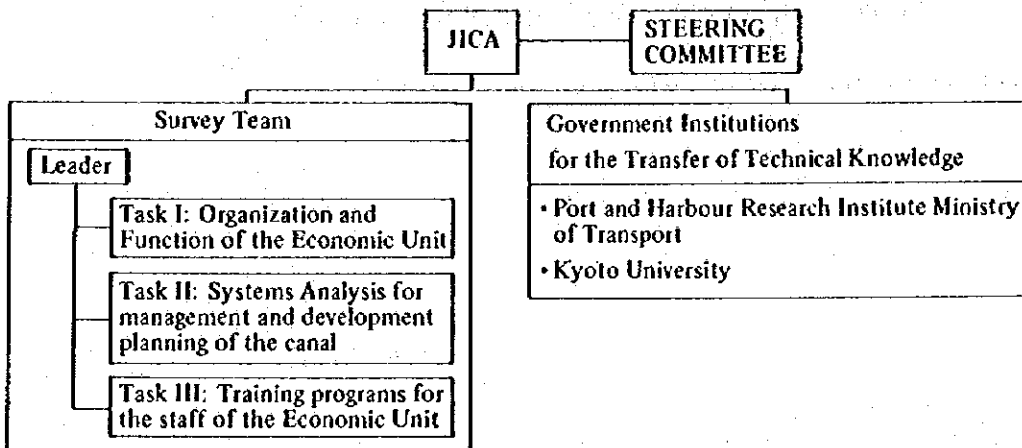 JICA
STEERING
COMMITTEE
Survey Team
Leader
Task I: Organization and
Function of the Economic Unit
Task II: Systems Analysis for
management and development
planning of the canal
Task III: Training programs for
the staff of the Economic Unit
Government Institutions
for the Transfer of Technical Knowledge
• Port and Harbour Research Institute Ministry
of Transport
• Kyoto University